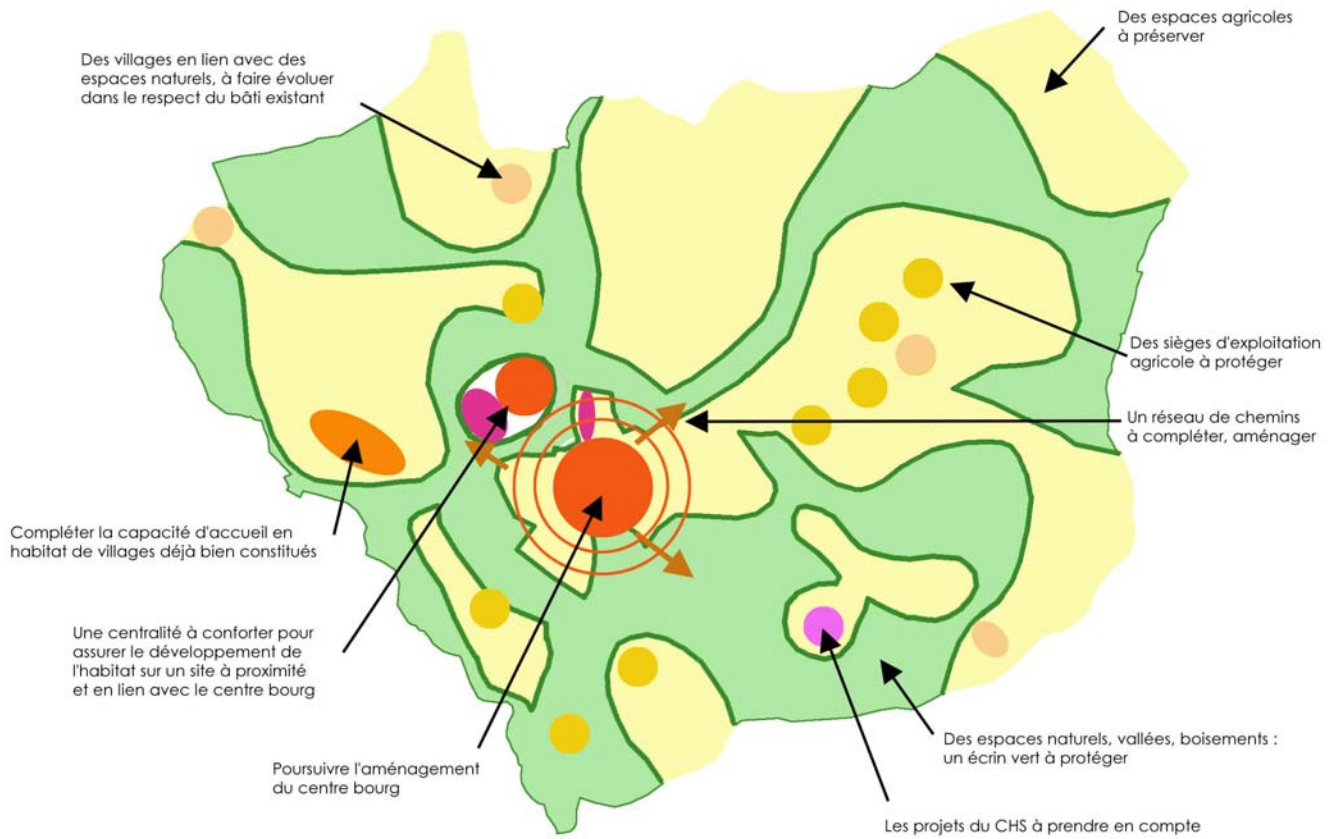 Des espaces agricoles
à préserver
Des villages en lien avec des
espaces naturels, à faire évoluer
dans le respect du bâti existant
Des sièges d'exploitation
agricole à protéger
Un réseau de chemins
à compléter, aménager
Compléter la capacité d'accueil en
habitat de villages déjà bien constitués
Une centralité à conforter pour
assurer le développement de
l'habitat sur un site à proximité
et en lien avec le centre bourg
Poursuivre l'aménagement
du centre bourg
Des espaces naturels, vallées, boisements :
un écrin vert à protéger
Les projets du CHS à prendre en compte